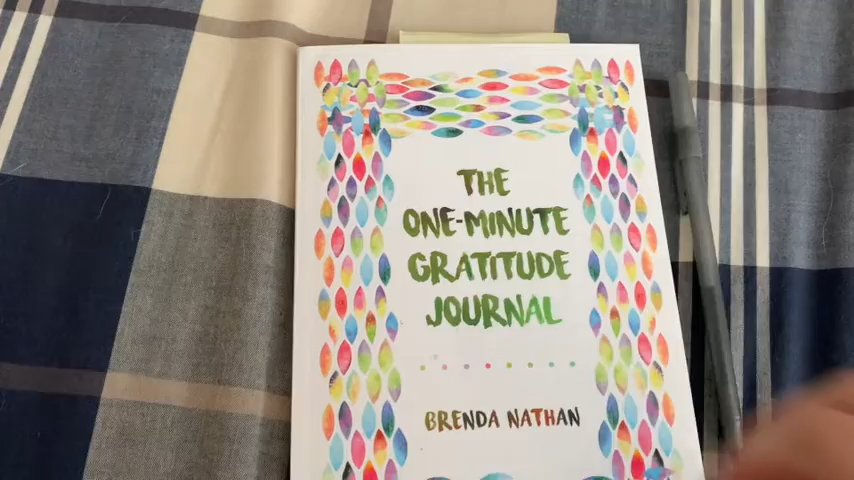 THE
ONE-MINUTE
GRATITUDE
JOURNAL
BRENDA NATHAN